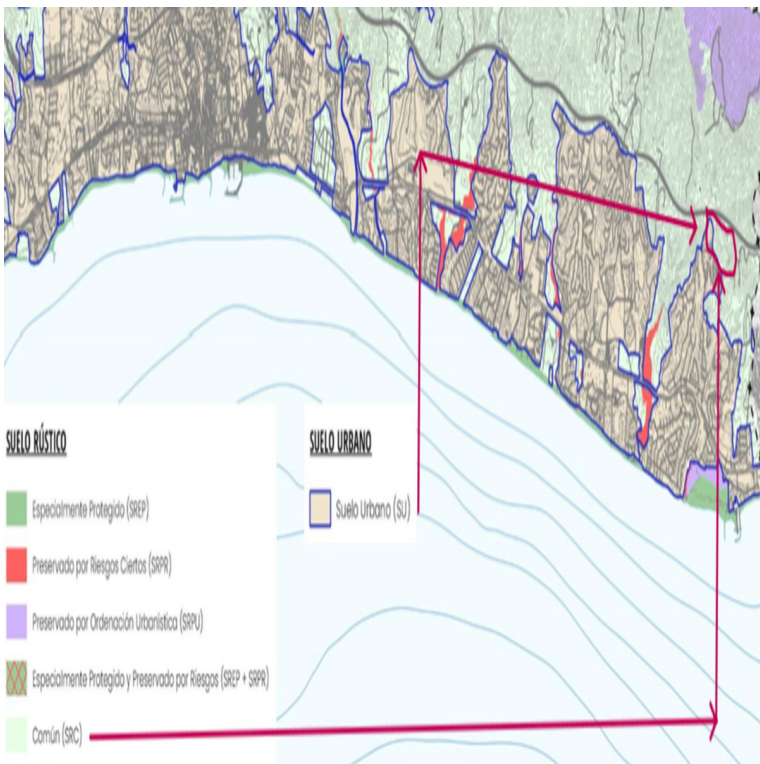 SUELO RÚSTICO
Especialmente Protegido (SREP)
Preservado por Riesgos Ciertos (SRPR)
Preservado por Ordenación Urbanística (SRPU)
Especialmente Protegido y Preservado por Riesgos (SREP + SRPR)
Común (SRC)
SUELO URBANO
Suelo Urbano (SU)